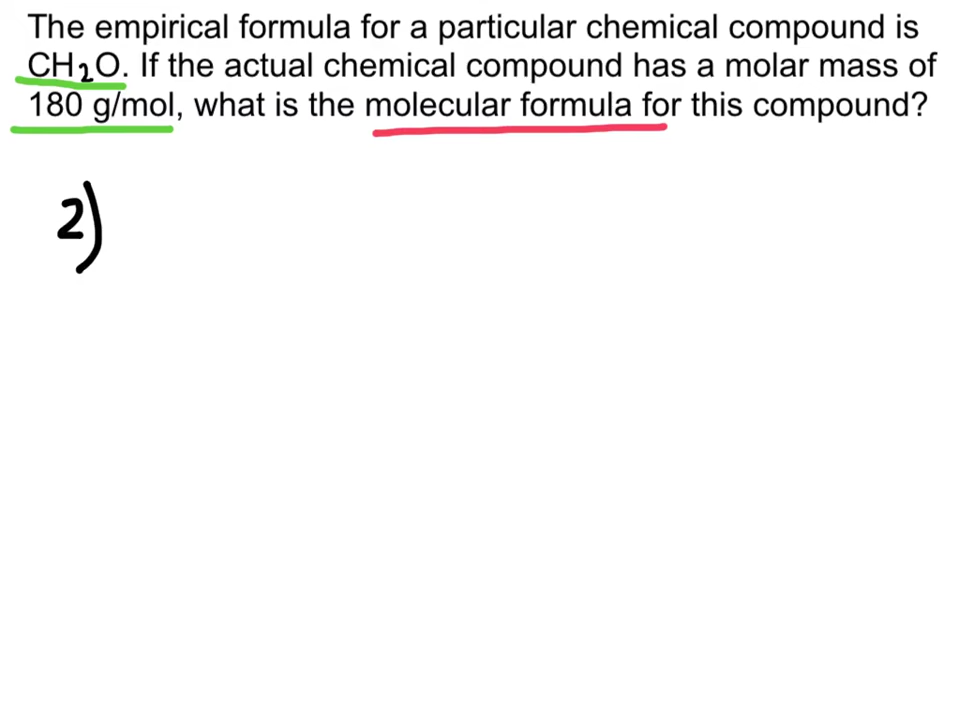 The empirical formula for a particular chemical compound is
CH₂O. If the actual chemical compound has a molar mass of
180 g/mol, what is the molecular formula for this compound?
2)